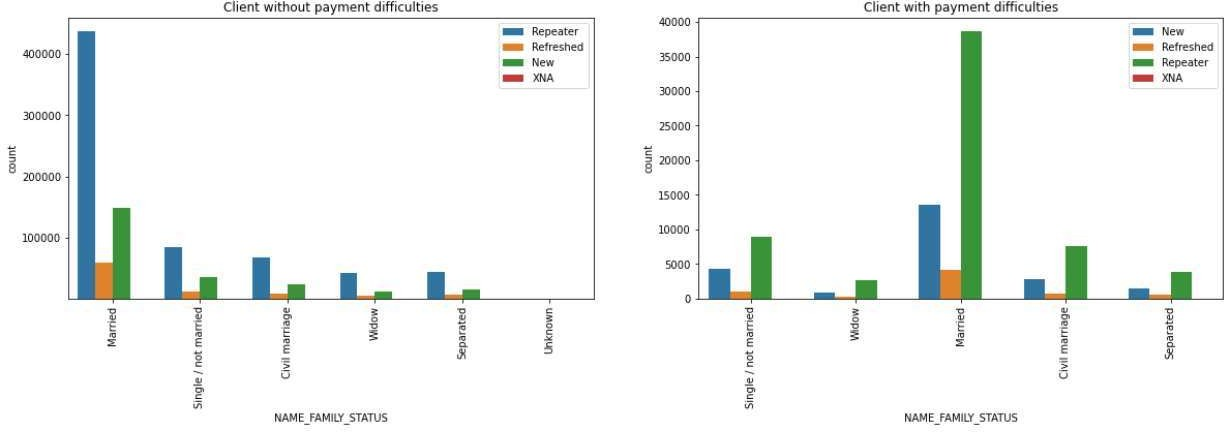 Client without payment difficulties
Repeater
Refreshed
New
XNA
400000
300000
200000
100000
count
Married
Single / not married
Civil marriage
Widow
Separated
Unknown
NAME_FAMILY_STATUS
Client with payment difficulties
New
Refreshed
Repeater
XNA
40000
35000
30000
25000
20000
15000
10000
5000
0
count
Single / not married
Widow
Married
Civil marriage
Separated
NAME_FAMILY_STATUS